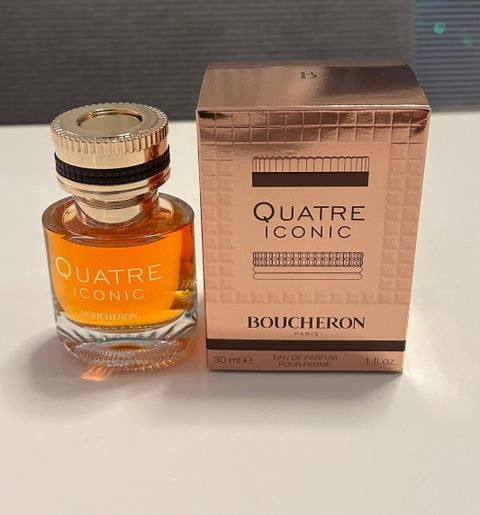 QUATRE
ICONIC
BOUCHERON
B
QUATRE
ICONIC
BOUCHERON
PARIS
30 ml ℮ EAU DE PARFUM 1 fl.oz.
POUR FEMME